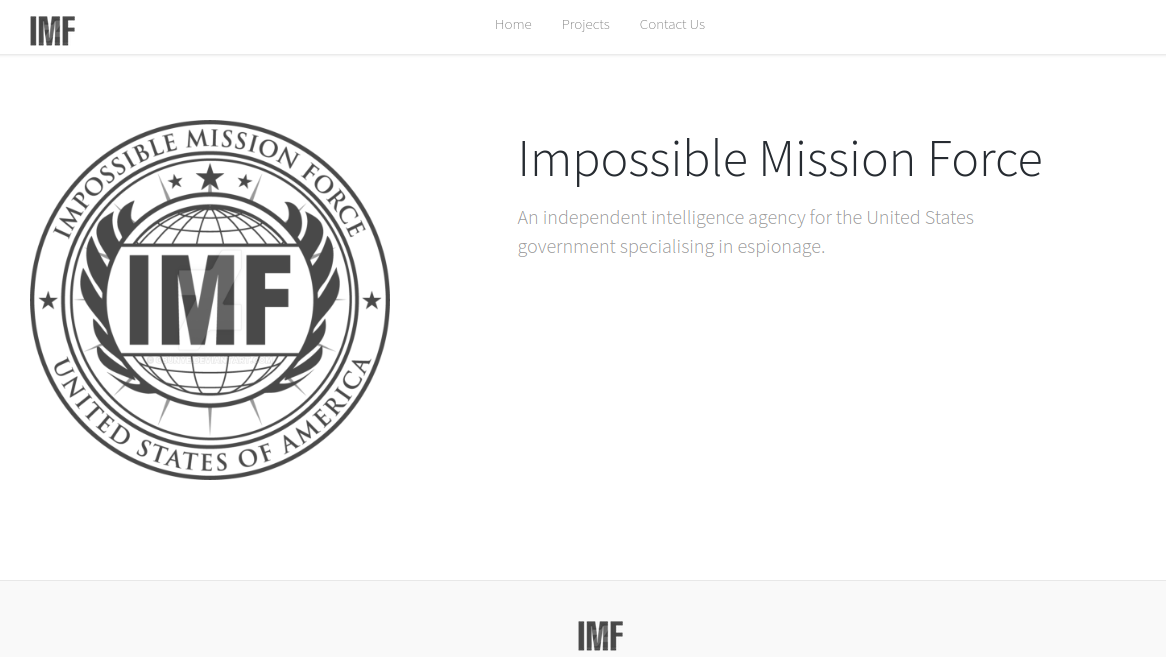 IMF
Home Projects Contact Us
IMPOSSIBLE MISSION FORCE
IMF
UNITED STATES OF AMERICA
Impossible Mission Force
An independent intelligence agency for the United States
government specialising in espionage.
IMF